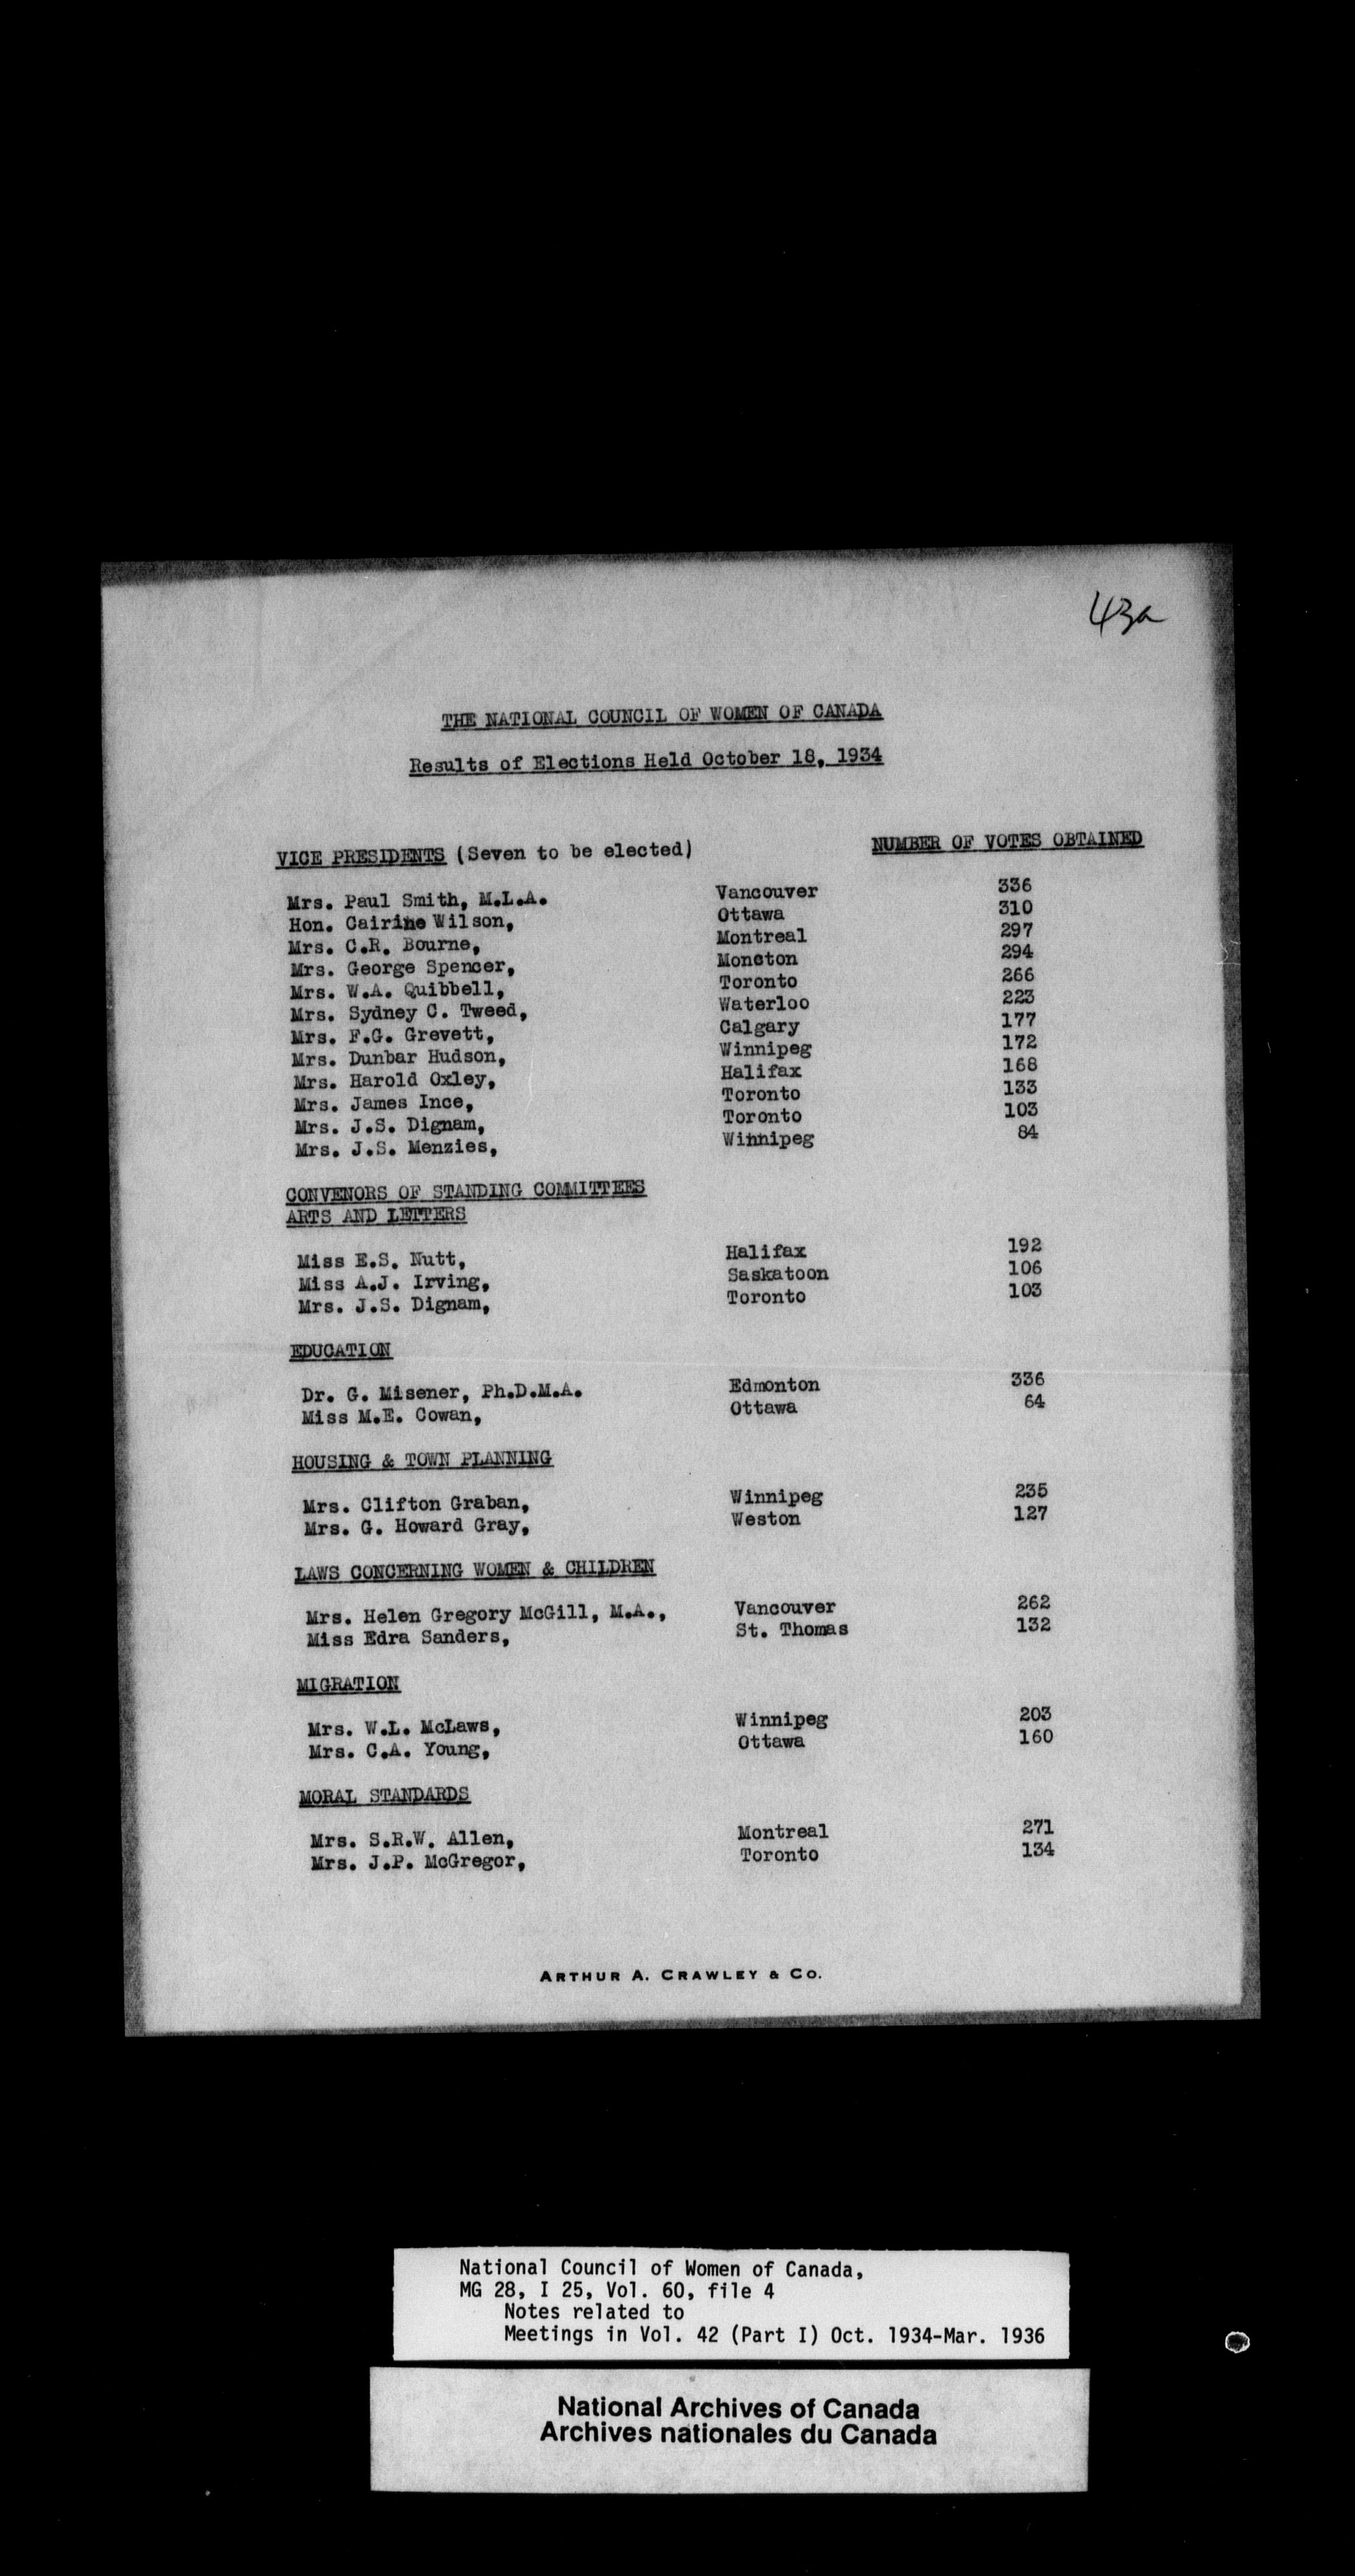 43a
THE NATIONAL COUNCIL OF WOMEN OF CANADA
Results of Elections Held October 18, 1934
VICE PRESIDENTS (Seven to be elected) NUMBER OF VOTES OBTAINED
Mrs. Paul Smith, M.L.A. Vancouver 336
Hon. Cairine Wilson, Ottawa 310
Mrs. C.R. Bourne, Montreal 297
Mrs. George Spencer, Moncton 294
Mrs. W.A. Quibbell, Toronto 266
Mrs. Sydney C. Tweed, Waterloo 223
Mrs. F.G. Grevett, Calgary 177
Mrs. Dunbar Hudson, Winnipeg 172
Mrs. Harold Oxley, Halifax 168
Mrs. James Ince, Toronto 133
Mrs. J.S. Dignam, Toronto 103
Mrs. J.S. Menzies, Winnipeg 84
CONVENORS OF STANDING COMMITTEES
ARTS AND LETTERS
Miss E.S. Nutt, Halifax 192
Miss A.J. Irving, Saskatoon 106
Mrs. J.S. Dignam, Toronto 103
EDUCATION
Dr. G. Misener, Ph.D.M.A. Edmonton 336
Miss M.E. Cowan, Ottawa 64
HOUSING & TOWN PLANNING
Mrs. Clifton Graban, Winnipeg 235
Mrs. G. Howard Gray, Weston 127
LAWS CONCERNING WOMEN & CHILDREN
Mrs. Helen Gregory McGill, M.A., Vancouver 262
Miss Edra Sanders, St. Thomas 132
MIGRATION
Mrs. W.L. McLaws, Winnipeg 203
Mrs. C.A. Young, Ottawa 160
MORAL STANDARDS
Mrs. S.R.W. Allen, Montreal 271
Mrs. J.P. McGregor, Toronto 134
ARTHUR A. CRAWLEY & CO.
National Council of Women of Canada,
MG 28, I 25, Vol. 60, file 4
Notes related to
Meetings in Vol. 42 (Part I) Oct. 1934-Mar. 1936
National Archives of Canada
Archives nationales du Canada